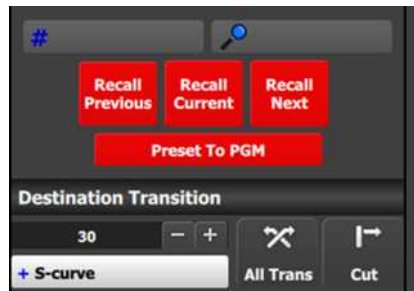 #
Recall Previous
Recall Current
Recall Next
Preset To PGM
Destination Transition
30 - +
+ S-curve
All Trans
Cut